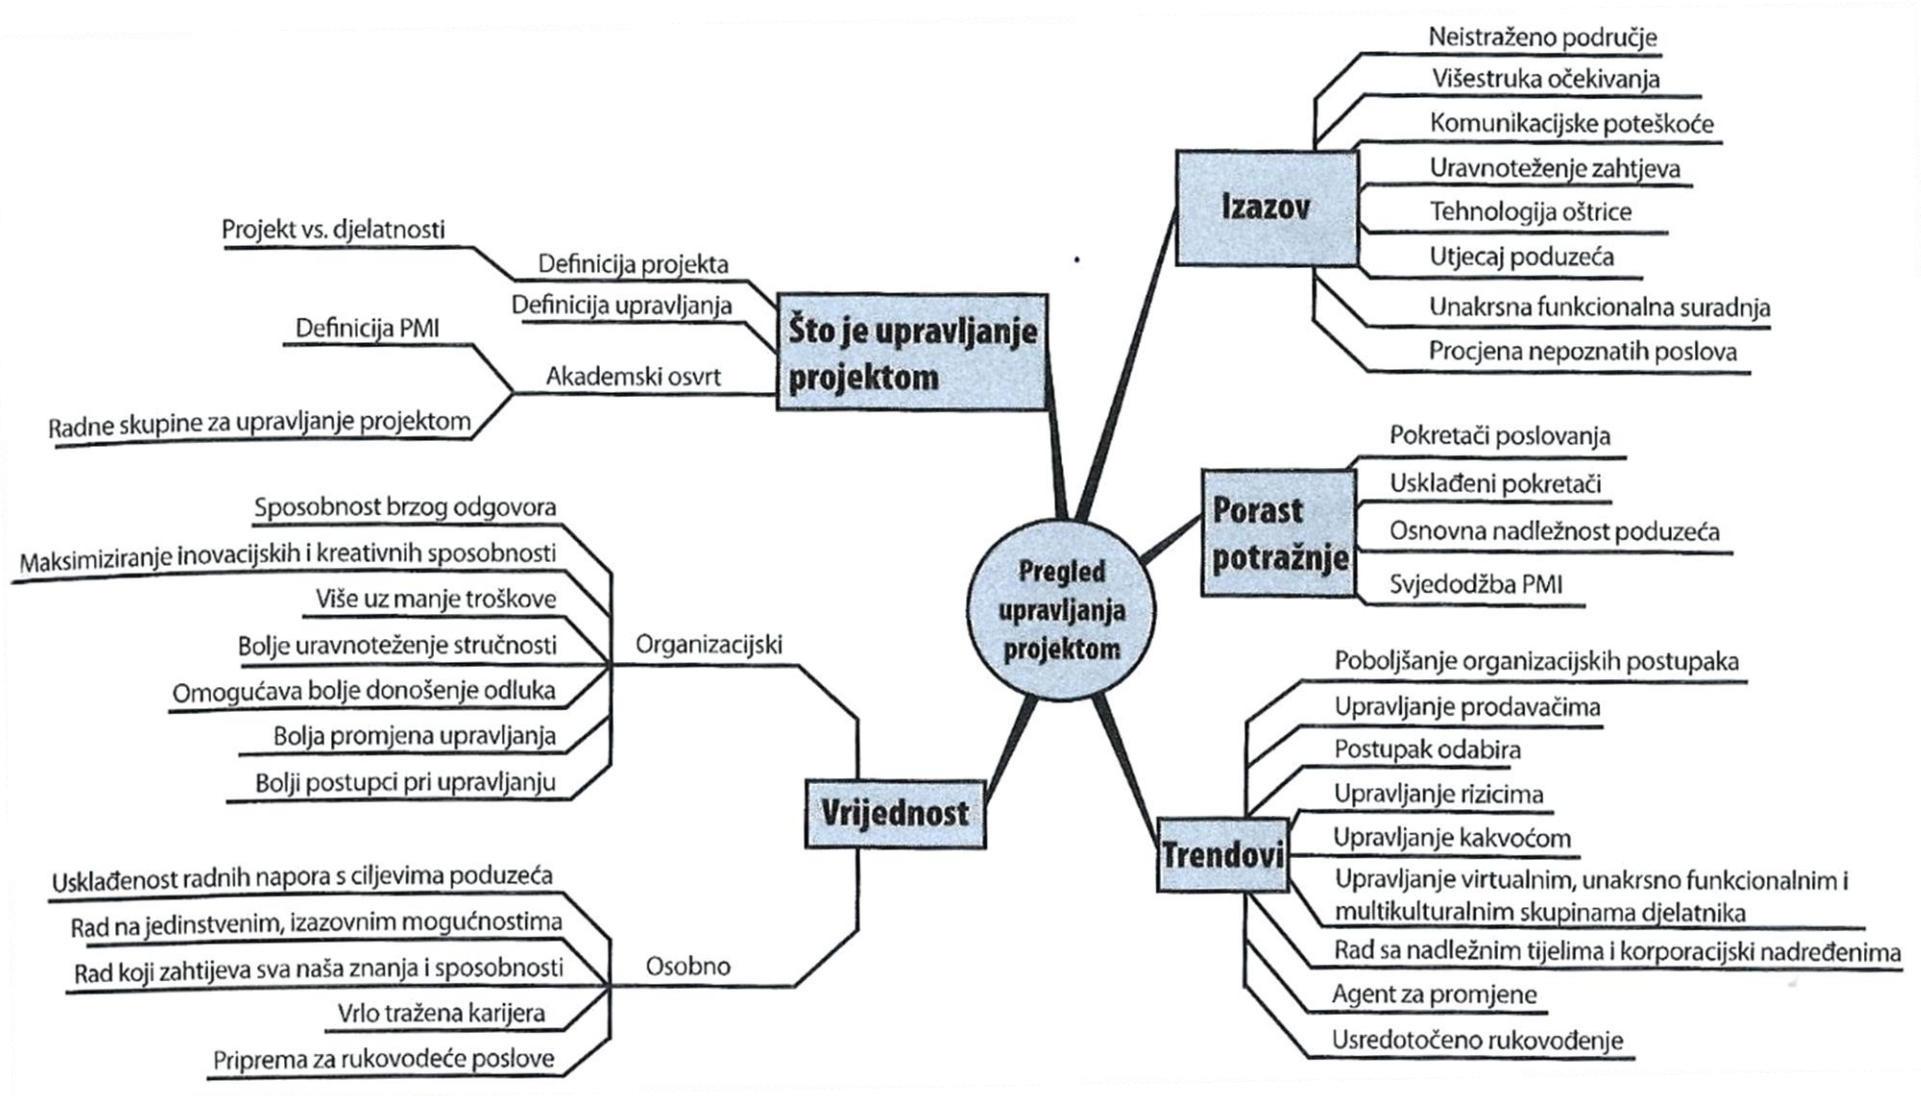 Neistraženo područje
Višestruka očekivanja
Komunikacijske poteškoće
Uravnoteženje zahtjeva
Izazov
Tehnologija oštrice
Utjecaj poduzeća
Unakrsna funkcionalna suradnja
Procjena nepoznatih poslova
Projekt vs. djelatnosti
Definicija projekta
Definicija upravljanja
Definicija PMI
Akademski osvrt
Radne skupine za upravljanje projektom
Što je upravljanje
projektom
Pokretači poslovanja
Usklađeni pokretači
Osnovna nadležnost poduzeća
Svjedodžba PMI
Porast
potražnje
Pregled
upravljanja
projektom
Sposobnost brzog odgovora
Maksimiziranje inovacijskih i kreativnih sposobnosti
Više uz manje troškove
Bolje uravnoteženje stručnosti
Omogućava bolje donošenje odluka
Bolja promjena upravljanja
Bolji postupci pri upravljanju
Organizacijski
Vrijednost
Usklađenost radnih napora s ciljevima poduzeća
Rad na jedinstvenim, izazovnim mogućnostima
Rad koji zahtijeva sva naša znanja i sposobnosti
Vrlo tražena karijera
Priprema za rukovodeće poslove
Osobno
Poboljšanje organizacijskih postupaka
Upravljanje prodavačima
Postupak odabira
Upravljanje rizicima
Upravljanje kakvoćom
Trendovi
Upravljanje virtualnim, unakrsno funkcionalnim i
multikulturalnim skupinama djelatnika
Rad sa nadležnim tijelima i korporacijski nadređenima
Agent za promjene
Usredotočeno rukovođenje